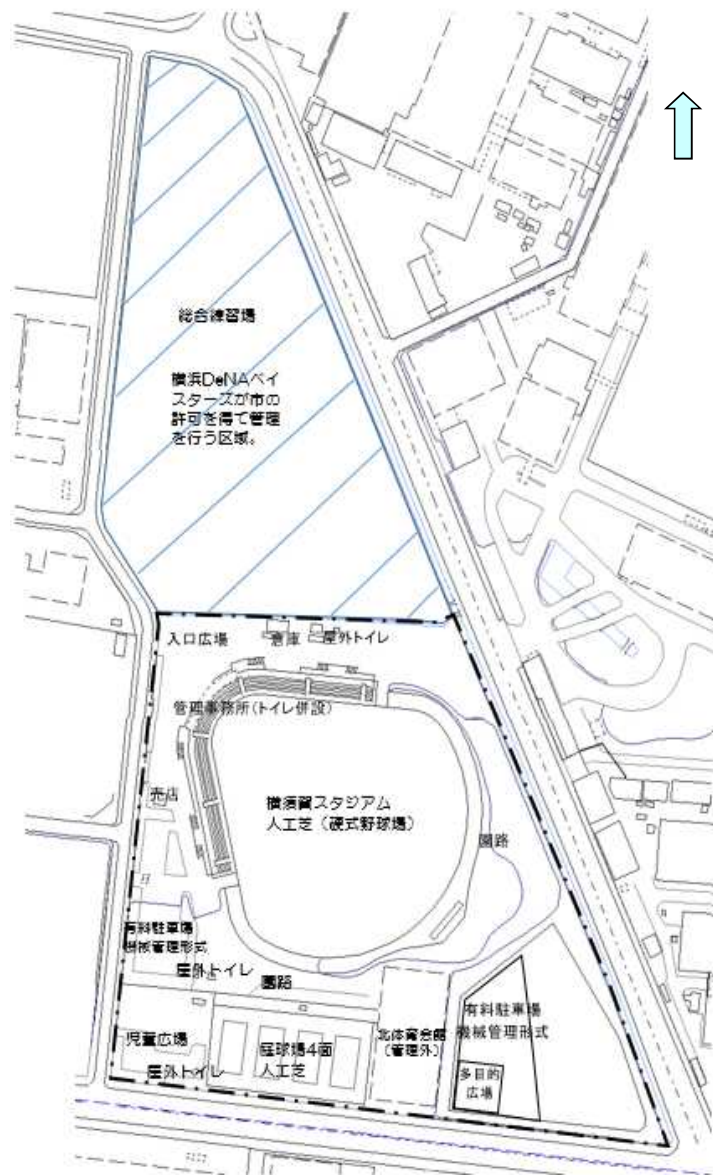 総合練習場
横浜DeNAベイ
スターズが市の
許可を得て管理
を行う区域。
入口広場
倉庫
屋外トイレ
管理事務所(トイレ併設)
売店
横須賀スタジアム
人工芝（硬式野球場）
園路
有料駐車場
機械管理形式
屋外トイレ
園路
児童広場
屋外トイレ
庭球場4面
人工芝
北体育会館
（管理外）
有料駐車場
機械管理形式
多目的
広場